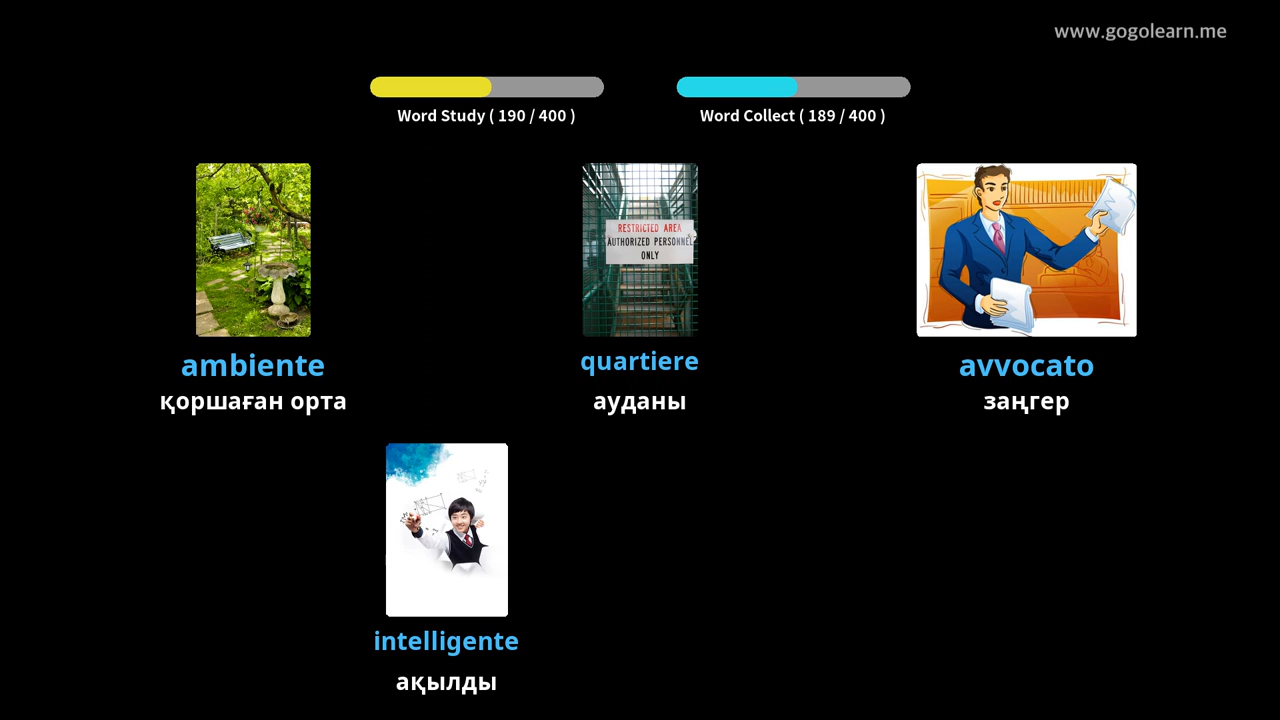 www.gogolearn.me
Word Study ( 190 / 400 )
Word Collect ( 189 / 400 )
RESTRICTED AREA
AUTHORIZED PERSONNEL
ONLY
ambiente
қоршаған орта
quartiere
ауданы
avvocato
заңгер
intelligente
ақылды